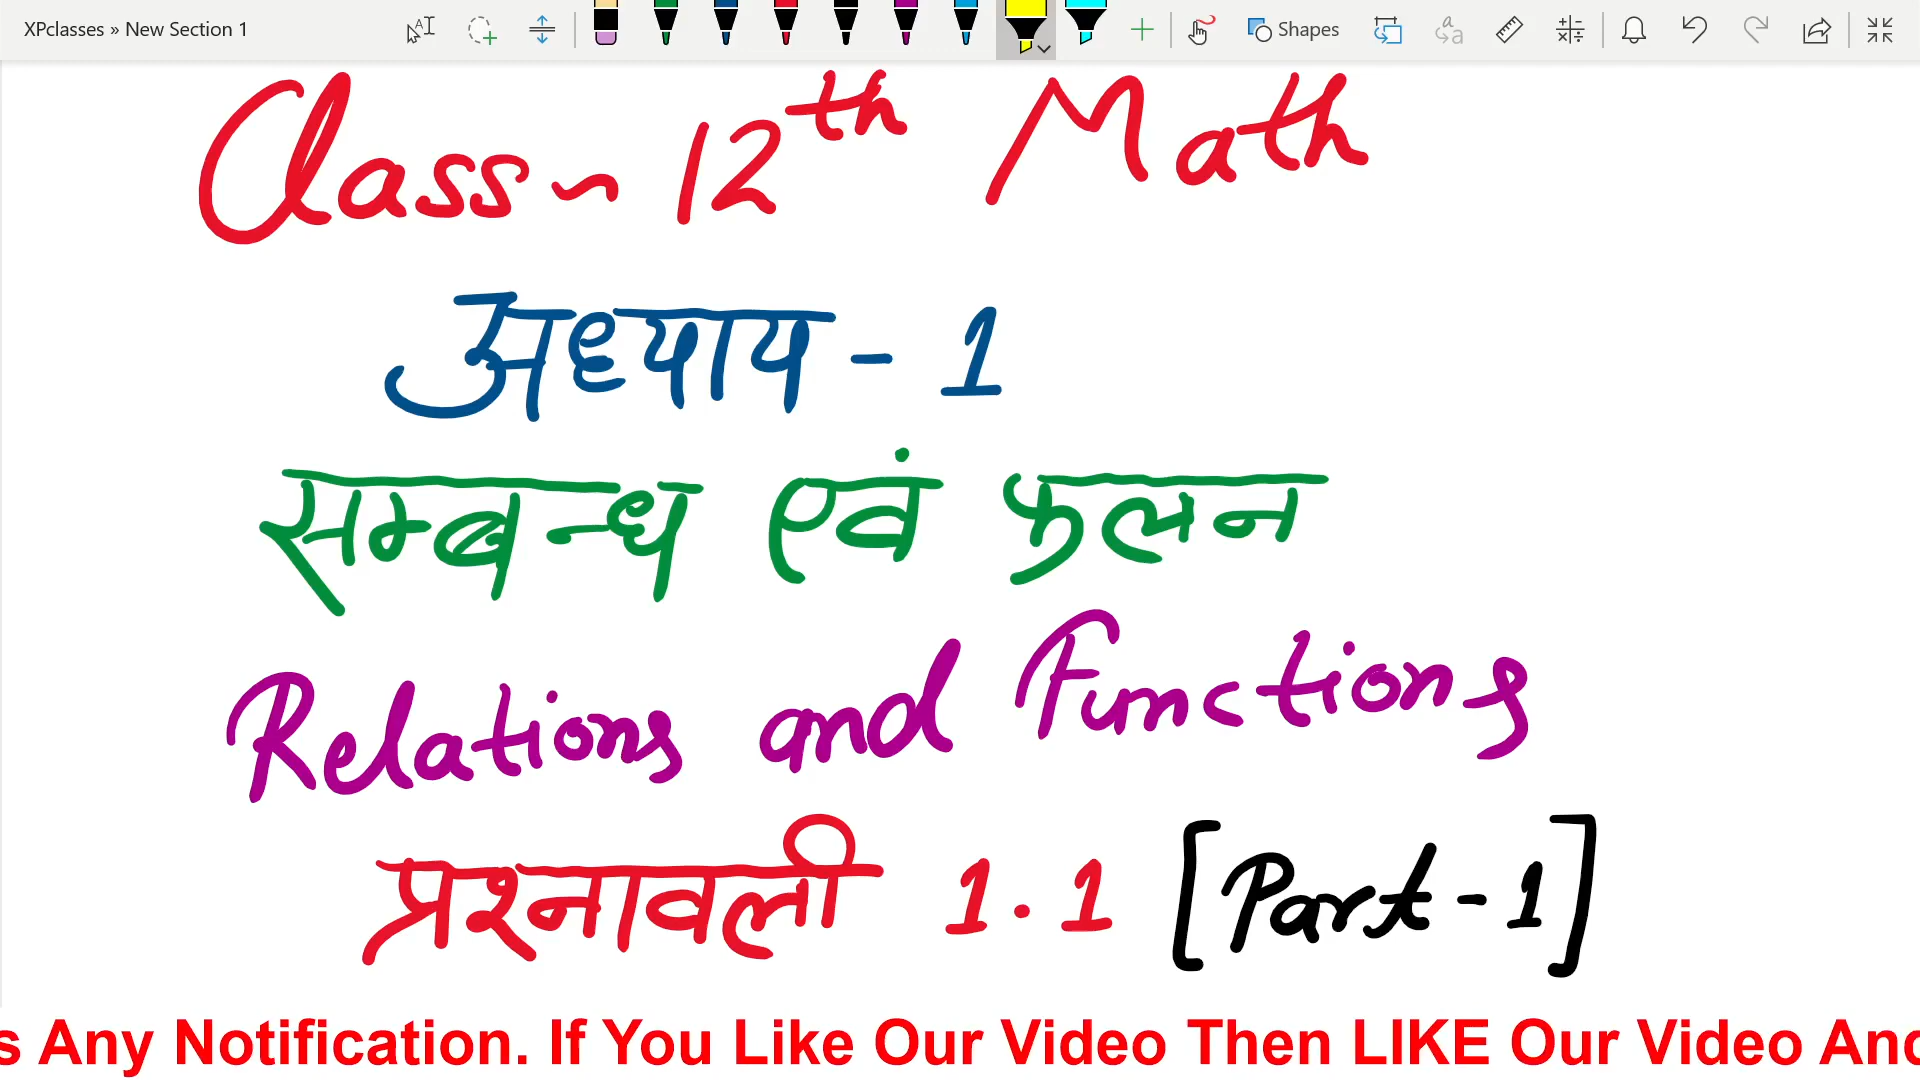 XPclasses » New Section 1 Shapes
Class ~ 12th Math
अध्याय - 1
सम्बन्ध एवं फलन
Relations and Functions
प्रश्नावली 1.1 [Part-1]
s Any Notification. If You Like Our Video Then LIKE Our Video And